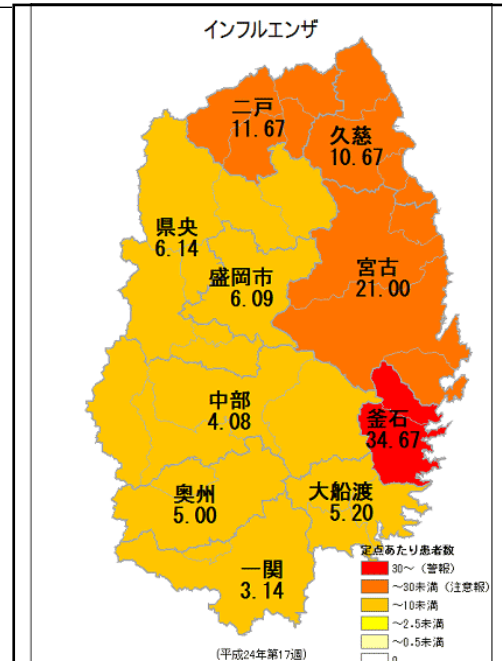 インフルエンザ
二戸
11.67
久慈
10.67
県央
6.14
盛岡市
6.09
宮古
21.00
中部
4.08
釜石
34.67
奥州
5.00
大船渡
5.20
一関
3.14
定点あたり患者数
30～（警報）
～30未満（注意報）
～10未満
～2.5未満
～0.5未満
0
（平成24年第17週）